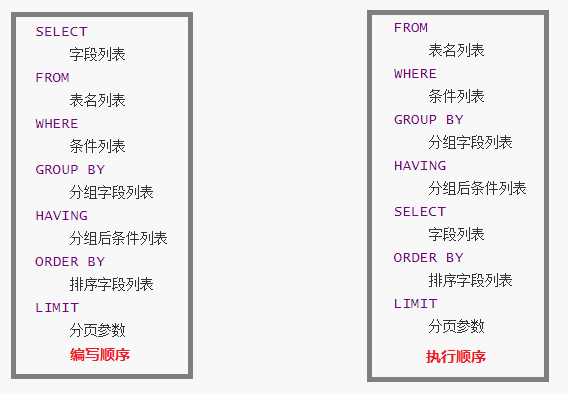 SELECT
字段列表
FROM
表名列表
WHERE
条件列表
GROUP BY
分组字段列表
HAVING
分组后条件列表
ORDER BY
排序字段列表
LIMIT
分页参数
编写顺序
FROM
表名列表
WHERE
条件列表
GROUP BY
分组字段列表
HAVING
分组后条件列表
SELECT
字段列表
ORDER BY
排序字段列表
LIMIT
分页参数
执行顺序